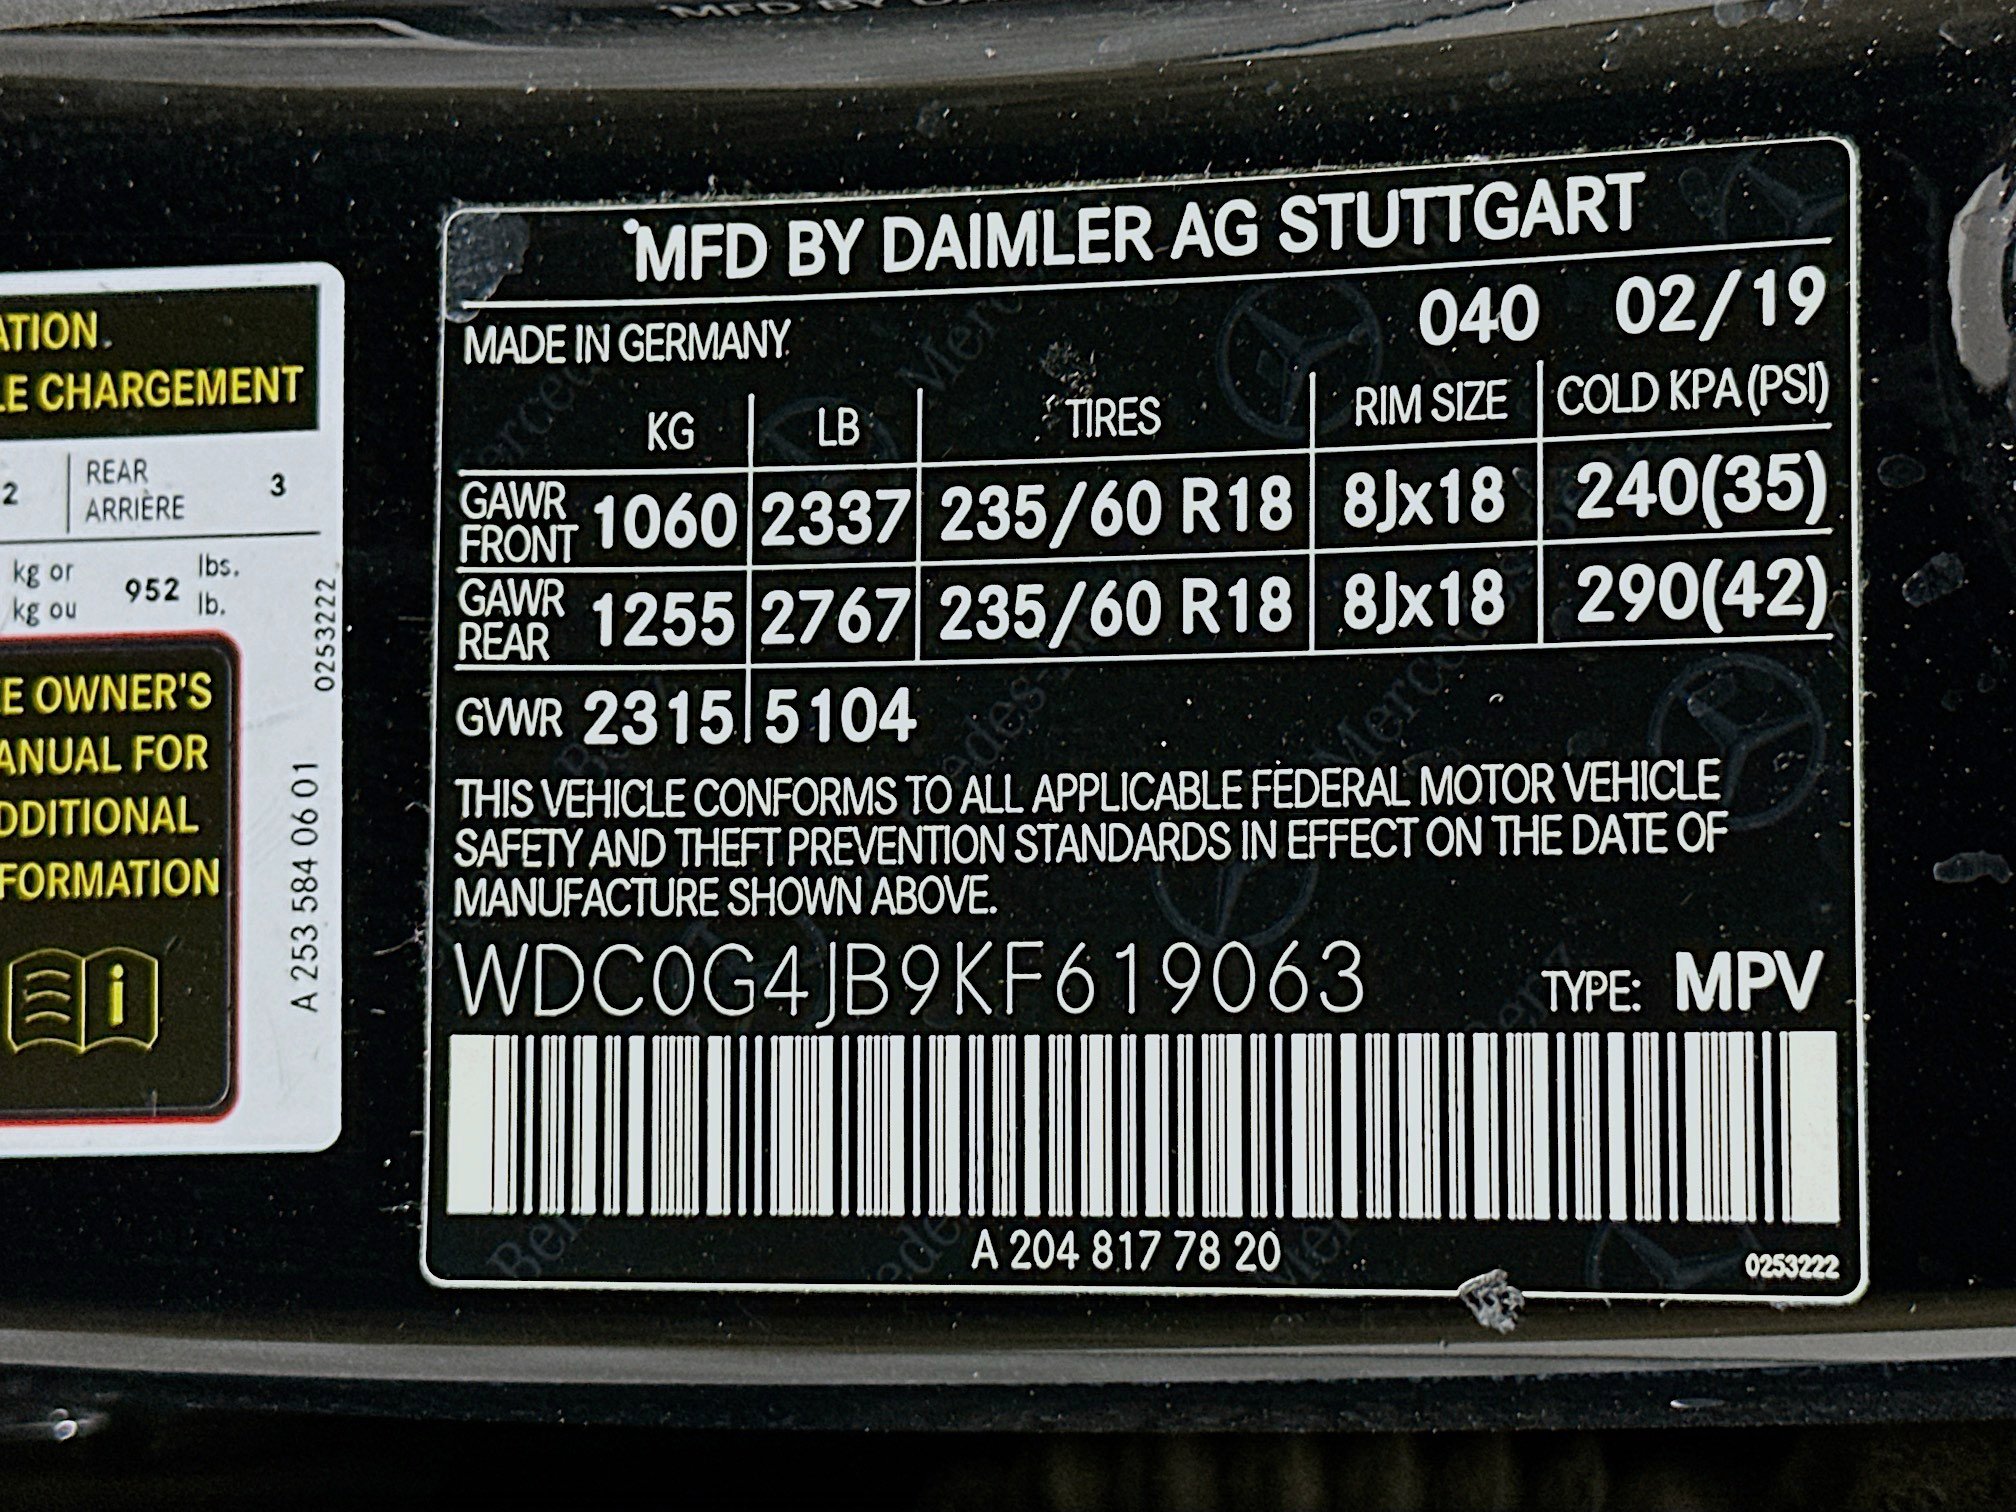 MFD BY DAIMLER AG STUTTGART
MADE IN GERMANY
040 02/19
KG LB TIRES RIM SIZE COLD KPA (PSI)
GAWR FRONT 1060 2337 235/60 R18 8Jx18 240(35)
GAWR REAR 1255 2767 235/60 R18 8Jx18 290(42)
GVWR 2315 5104
THIS VEHICLE CONFORMS TO ALL APPLICABLE FEDERAL MOTOR VEHICLE
SAFETY AND THEFT PREVENTION STANDARDS IN EFFECT ON THE DATE OF
MANUFACTURE SHOWN ABOVE.
WDC0G4JB9KF619063 TYPE: MPV
A 204 817 78 20
0253222
ATION
LE CHARGEMENT
2 REAR 3
ARRIÈRE
kg or 952 lbs.
kg ou lb.
E OWNER'S
ANUAL FOR
DDITIONAL
FORMATION
i
0253222
A 253 584 06 01